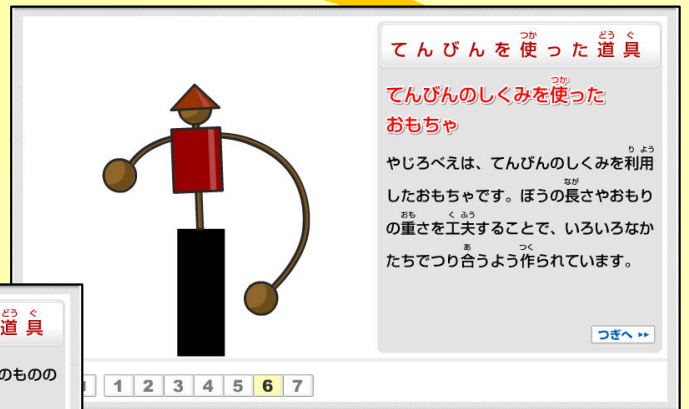 てんびんを使った道具
てんびんのしくみを使った
おもちゃ
やじろべえは、てんびんのしくみを利用
したおもちゃです。ぼうの長さやおもり
の重さを工夫することで、いろいろなか
たちでつり合うよう作られています。
つぎへ
1 2 3 4 5 6 7
道具
のものの